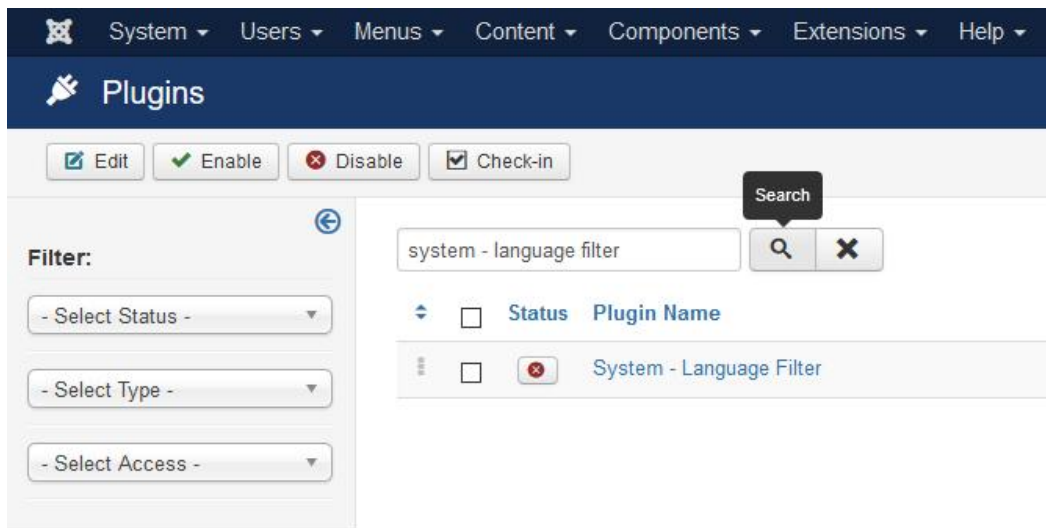 System Users Menus Content Components Extensions Help
Plugins
Edit Enable Disable Check-in
Search
system - language filter
Filter:
- Select Status -
Status Plugin Name
System - Language Filter
- Select Type -
- Select Access -